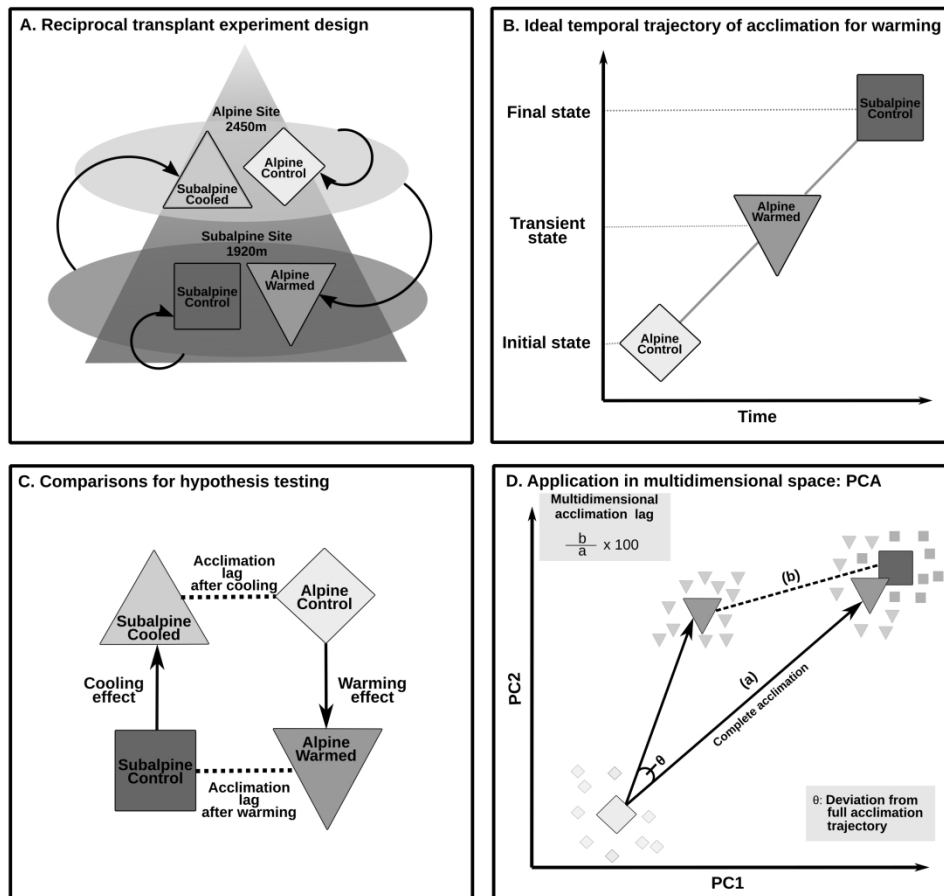 A. Reciprocal transplant experiment design
Alpine Site
2450m
Subalpine
Cooled
Alpine
Control
Subalpine Site
1920m
Subalpine
Control
Alpine
Warmed
B. Ideal temporal trajectory of acclimation for warming
Final state
Subalpine
Control
Transient
state
Alpine
Warmed
Initial state
Alpine
Control
Time
C. Comparisons for hypothesis testing
Subalpine
Cooled
Acclimation
lag
after cooling
Alpine
Control
Cooling
effect
Warming
effect
Subalpine
Control
Acclimation
lag
after warming
Alpine
Warmed
D. Application in multidimensional space: PCA
Multidimensional
acclimation lag
b
a
x 100
(b)
(a)
Complete acclimation
θ
θ: Deviation from
full acclimation
trajectory
PC2
PC1